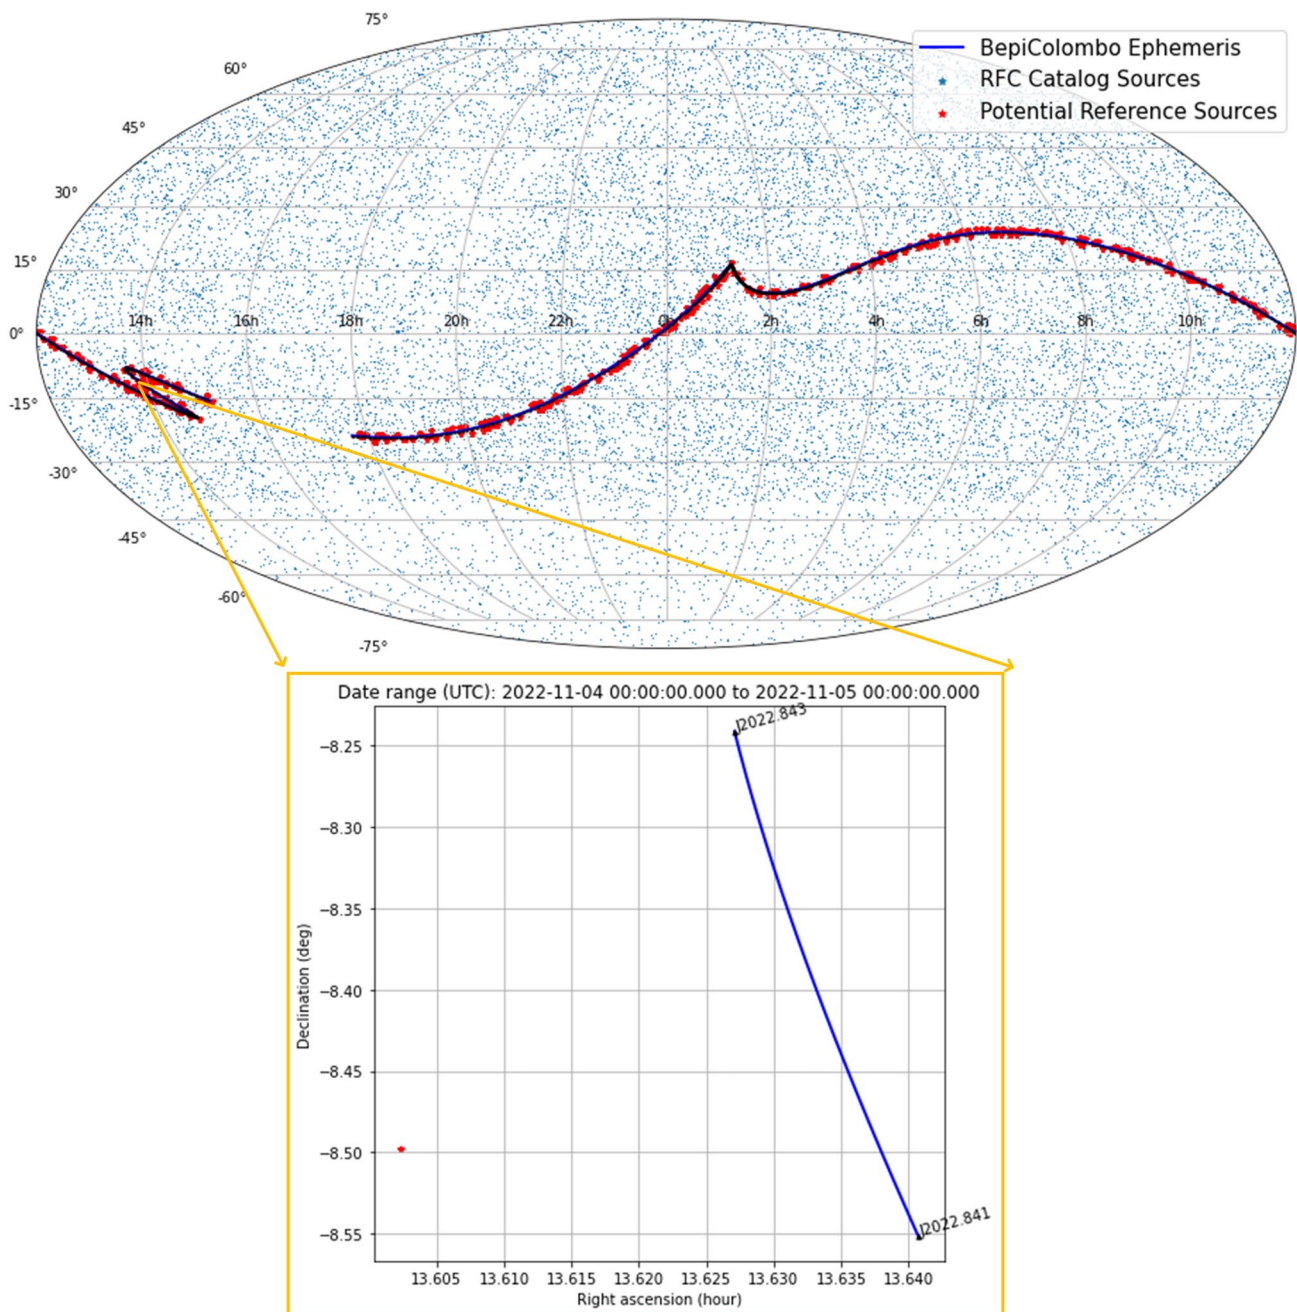 75°
BepiColombo Ephemeris
60°
RFC Catalog Sources
Potential Reference Sources
45°
30°
15°
0°
14h 16h 18h 20h 22h 0h 2h 4h 6h 8h 10h
-15°
-30°
-45°
-60°
-75°
Date range (UTC): 2022-11-04 00:00:00.000 to 2022-11-05 00:00:00.000
J2022.843
−8.25
−8.30
−8.35
−8.40
−8.45
−8.50
−8.55
J2022.841
Declination (deg)
13.605 13.610 13.615 13.620 13.625 13.630 13.635 13.640
Right ascension (hour)